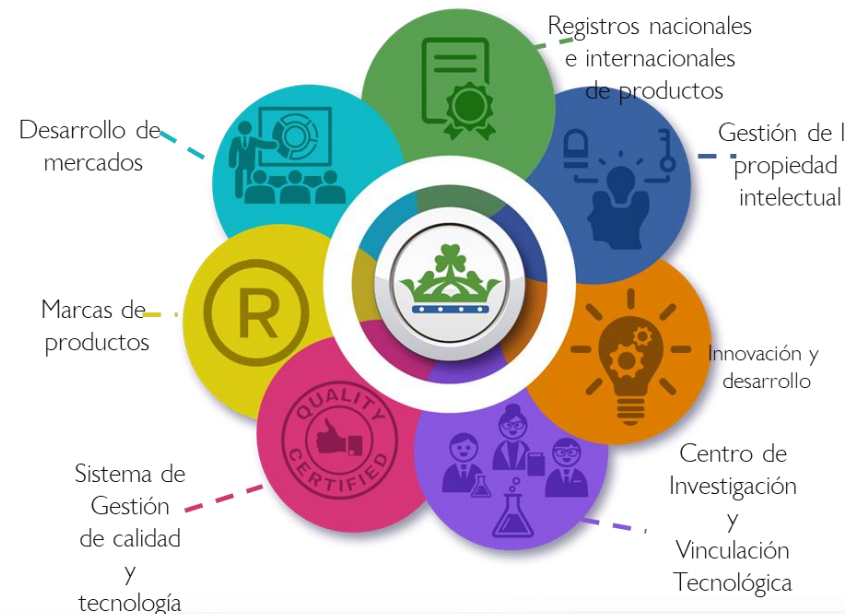 Registros nacionales
e internacionales
de productos
Desarrollo de
mercados
Gestión de l
propiedad
intelectual
Marcas de
productos
R
Innovación y
desarrollo
QUALITY
CERTIFIED
Centro de
Investigación
y
Vinculación
Tecnológica
Sistema de
Gestión
de calidad
y
tecnología